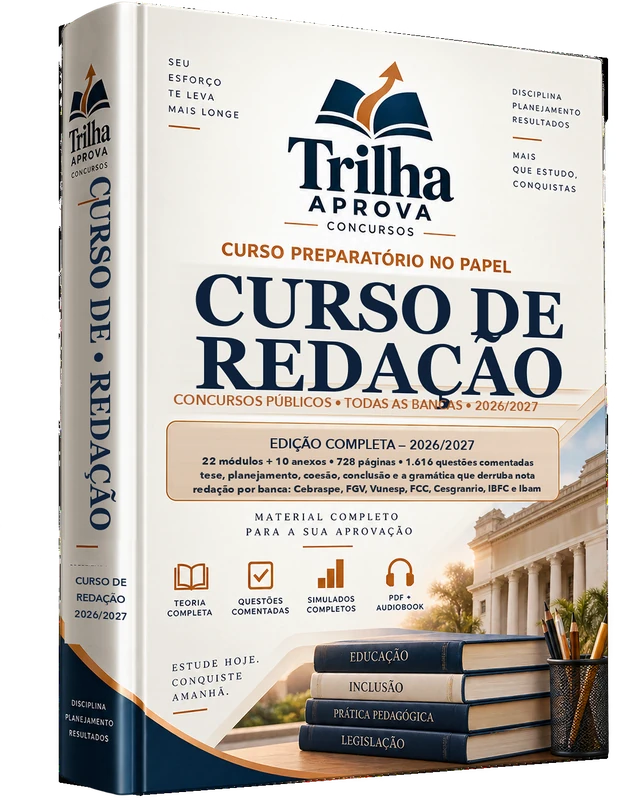 Trilha
APROVA
CONCURSOS
CURSO DE • REDAÇÃO
CURSO DE
REDAÇÃO
2026/2027
DISCIPLINA
PLANEJAMENTO
RESULTADOS
SEU
ESFORÇO
TE LEVA
MAIS LONGE
DISCIPLINA
PLANEJAMENTO
RESULTADOS
MAIS
QUE ESTUDO,
CONQUISTAS
Trilha
APROVA
CONCURSOS
CURSO PREPARATÓRIO NO PAPEL
CURSO DE
REDAÇÃO
CONCURSOS PÚBLICOS • TODAS AS BANCAS • 2026/2027
EDIÇÃO COMPLETA – 2026/2027
22 módulos + 10 anexos • 728 páginas • 1.616 questões comentadas
tese, planejamento, coesão, conclusão e a gramática que derruba nota
redação por banca: Cebraspe, FGV, Vunesp, FCC, Cesgranrio, IBFC e Ibam
MATERIAL COMPLETO
PARA A SUA APROVAÇÃO
TEORIA
COMPLETA
QUESTÕES
COMENTADAS
SIMULADOS
COMPLETOS
PDF +
AUDIOBOOK
ESTUDE HOJE.
CONQUISTE
AMANHÃ.
EDUCAÇÃO
INCLUSÃO
PRÁTICA PEDAGÓGICA
LEGISLAÇÃO